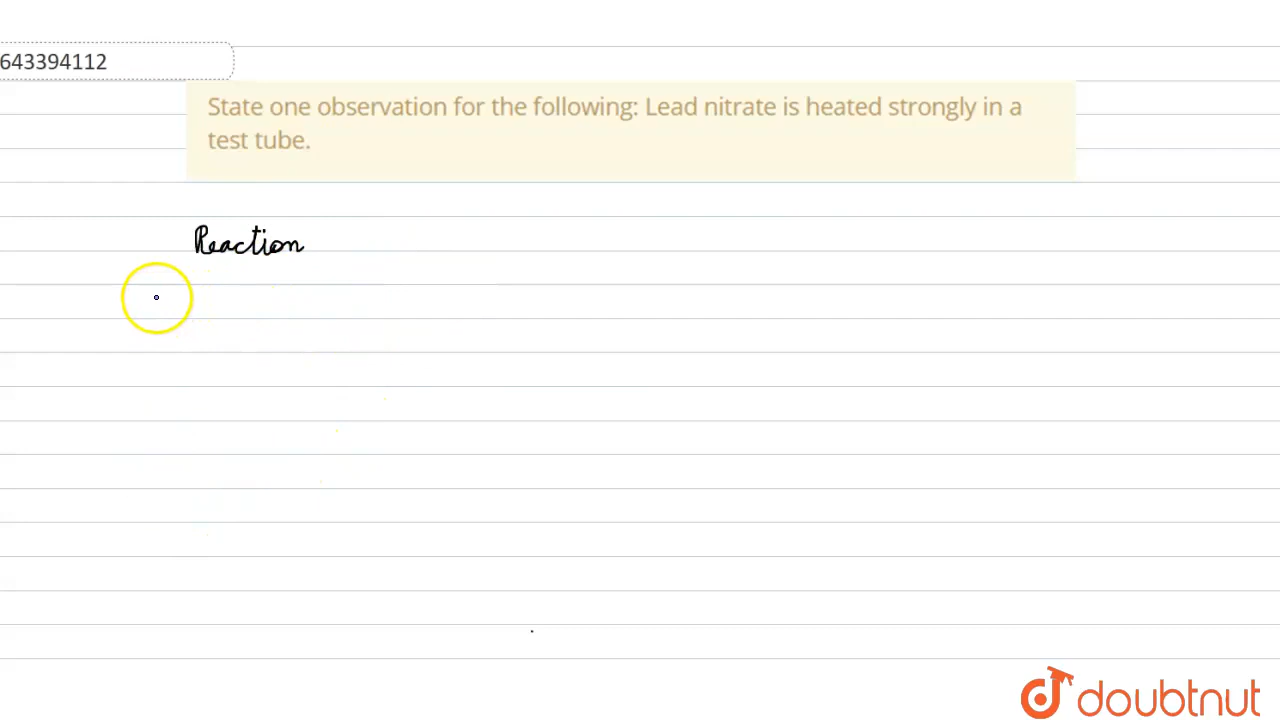 643394112
State one observation for the following: Lead nitrate is heated strongly in a
test tube.
Reaction
doubtnut